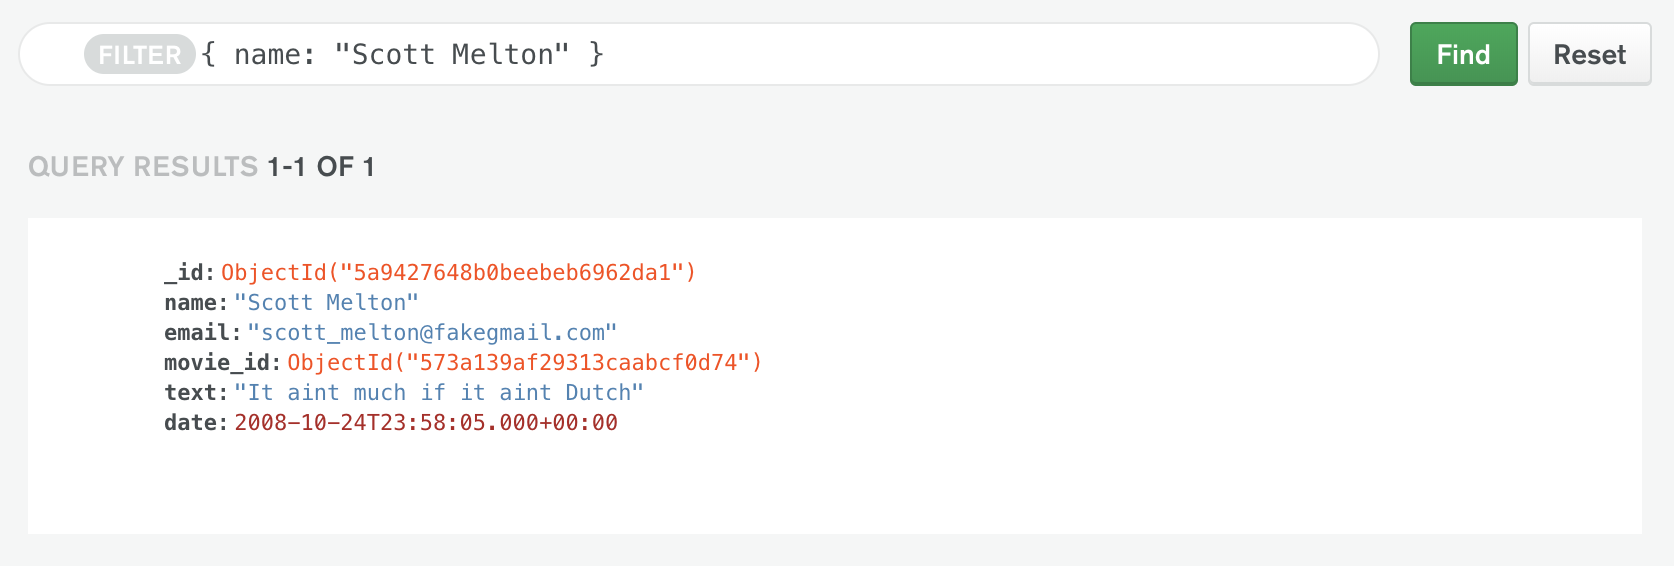 FILTER { name: "Scott Melton" } Find Reset
QUERY RESULTS 1-1 OF 1
_id: ObjectId("5a9427648b0beebeb6962da1")
name: "Scott Melton"
email: "scott_melton@fakegmail.com"
movie_id: ObjectId("573a139af29313caabcf0d74")
text: "It aint much if it aint Dutch"
date: 2008-10-24T23:58:05.000+00:00